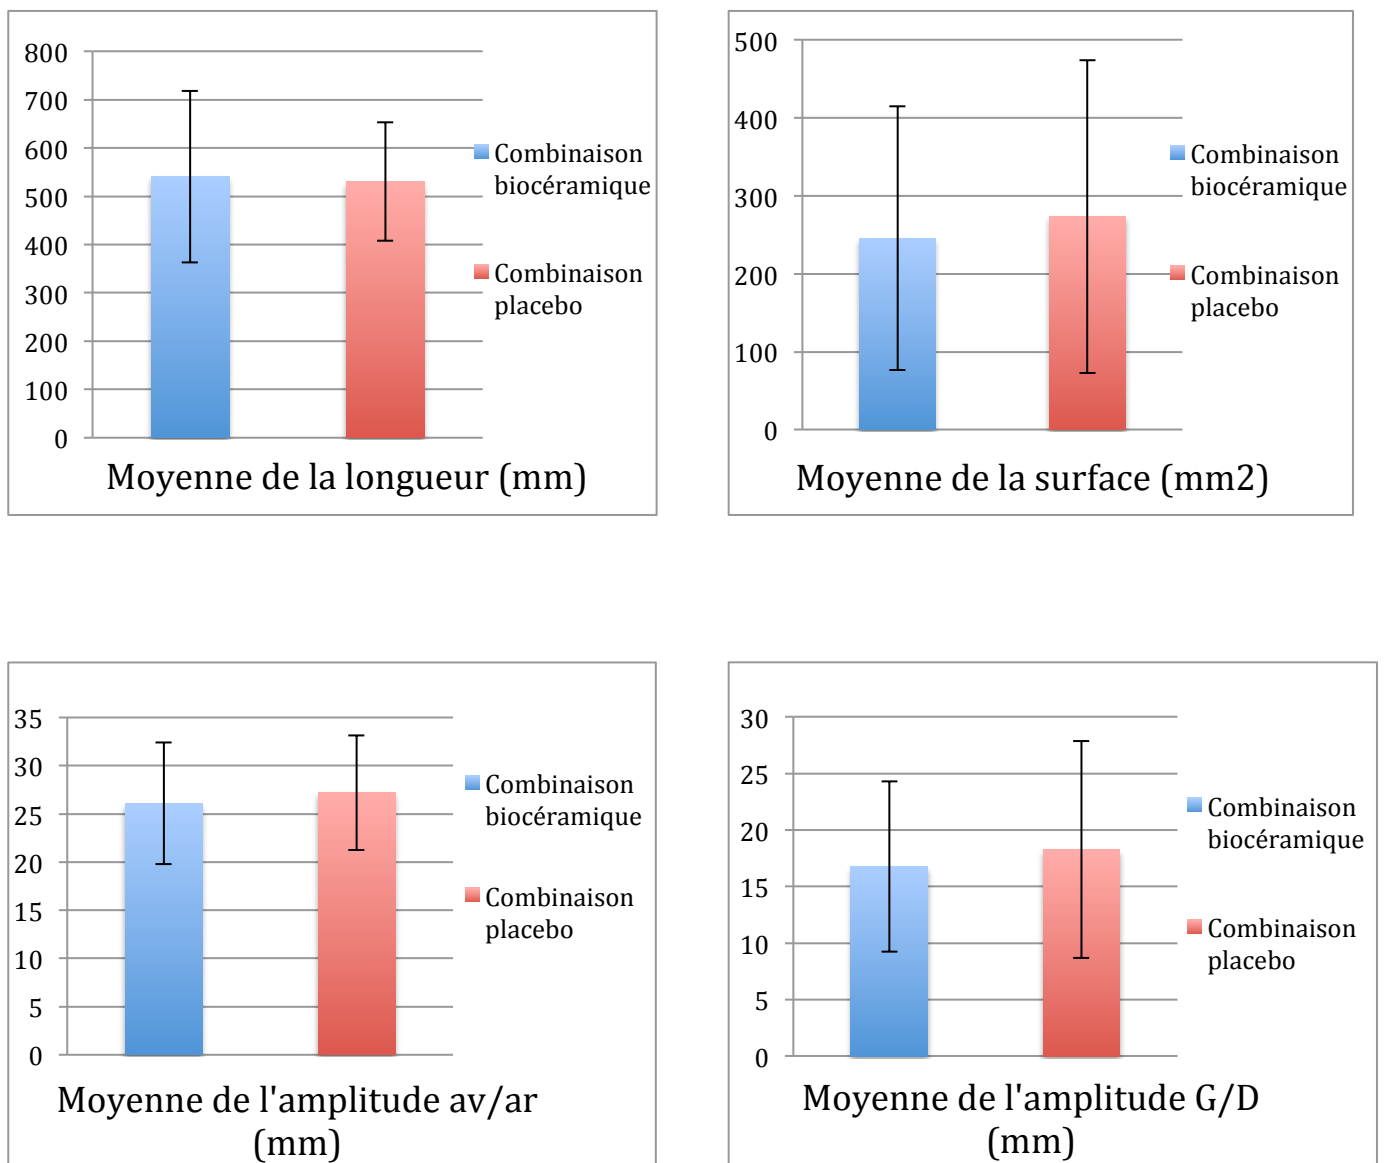 800
700
600
500
400
300
200
100
0
Combinaison
biocéramique
Combinaison
placebo
Moyenne de la longueur (mm)
500
400
300
200
100
0
Combinaison
biocéramique
Combinaison
placebo
Moyenne de la surface (mm2)
35
30
25
20
15
10
5
0
Combinaison
biocéramique
Combinaison
placebo
Moyenne de l'amplitude av/ar
(mm)
30
25
20
15
10
5
0
Combinaison
biocéramique
Combinaison
placebo
Moyenne de l'amplitude G/D
(mm)